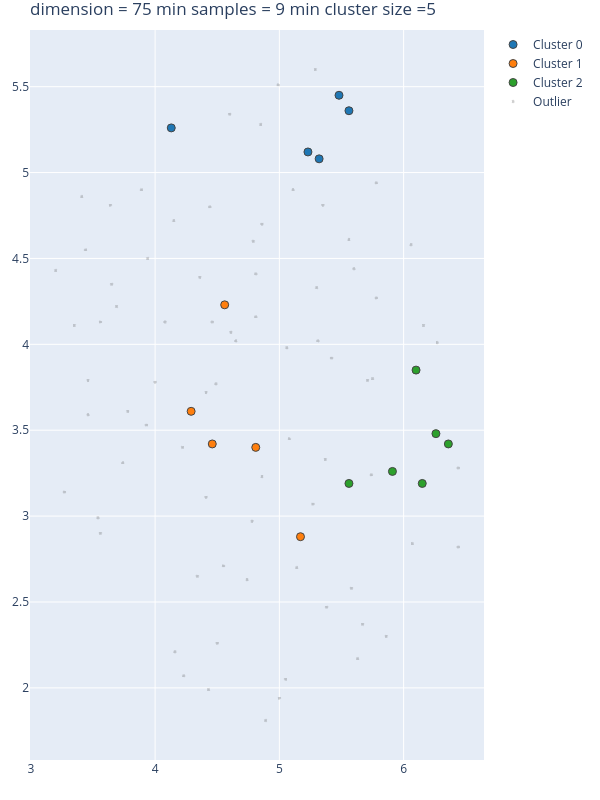 dimension = 75 min samples = 9 min cluster size =5
Cluster 0
Cluster 1
Cluster 2
Outlier
5.5
5
4.5
4
3.5
3
2.5
2
3 4 5 6